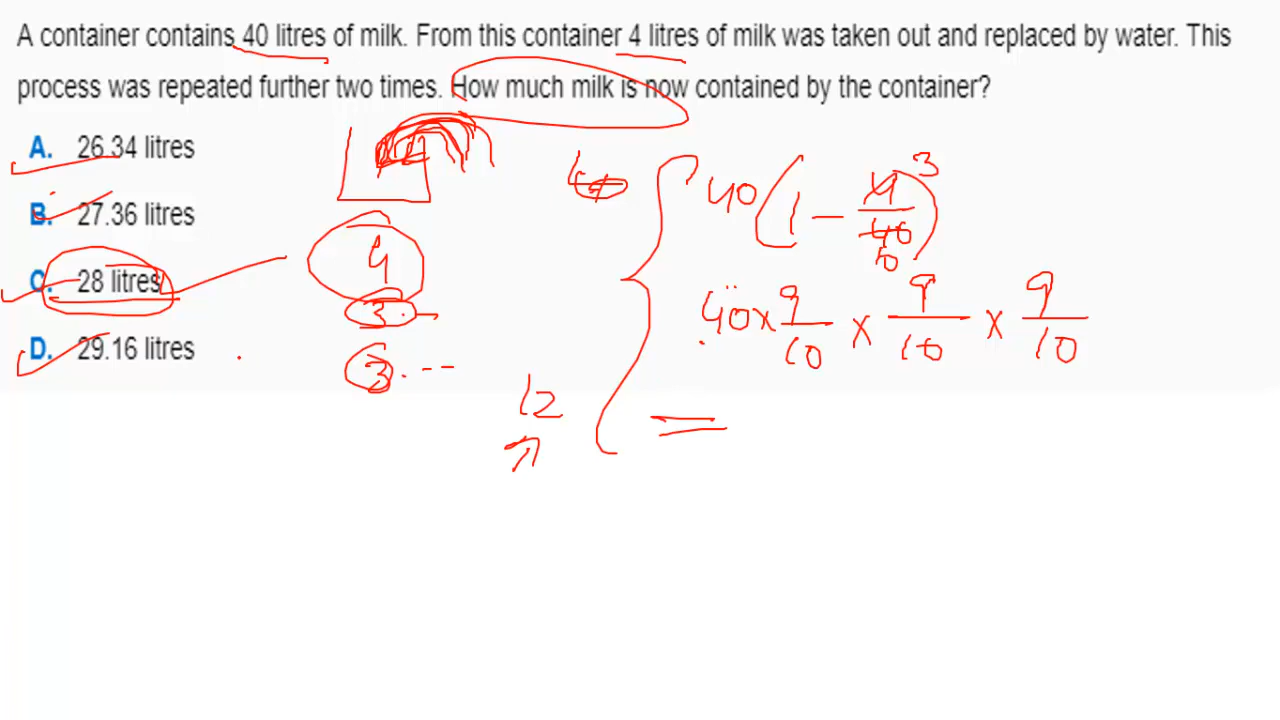 A container contains 40 litres of milk. From this container 4 litres of milk was taken out and replaced by water. This
process was repeated further two times. How much milk is now contained by the container?
A. 26.34 litres
B. 27.36 litres
C. 28 litres
D. 29.16 litres
4
3. --
3. ---
12
40 (1 - 4/40)^3
10
40 x 9/10 x 9/10 x 9/10
=